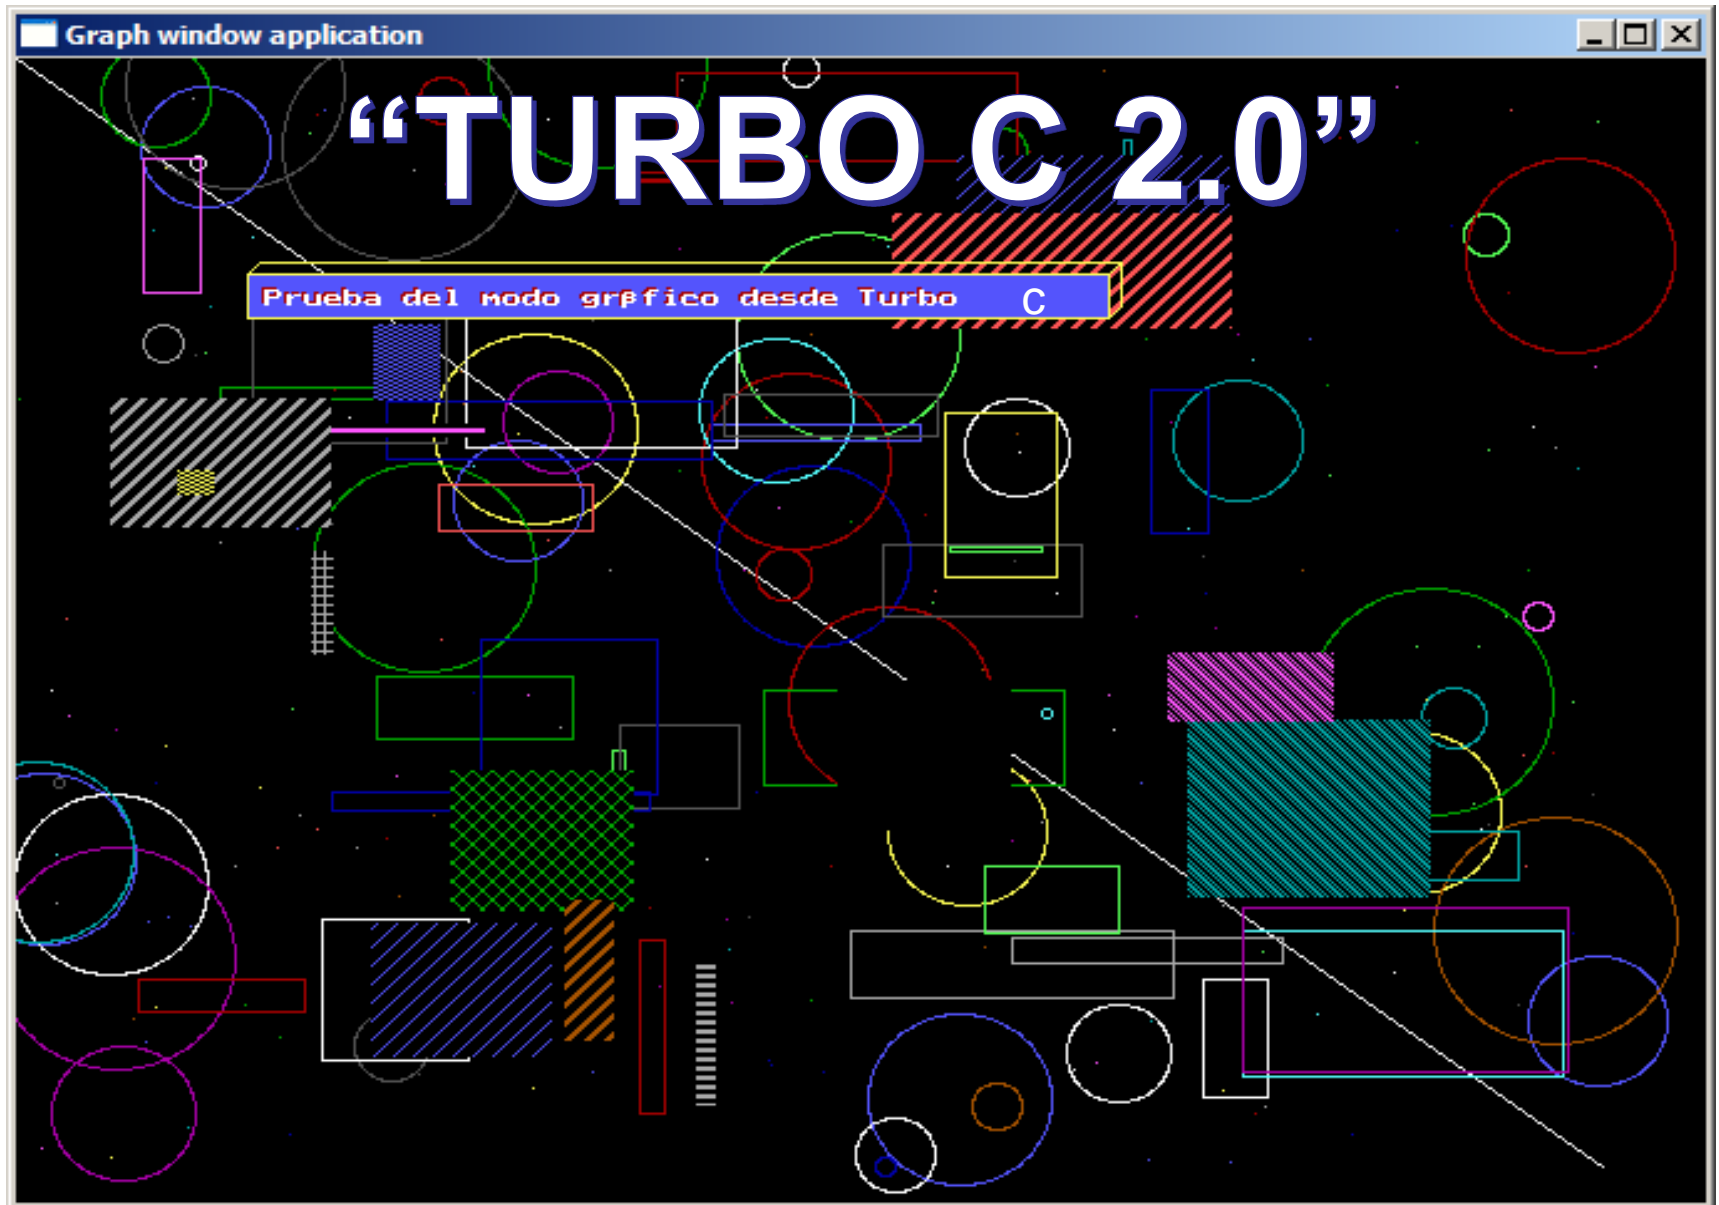 Graph window application
“TURBO C 2.0”
Prueba del modo grβfico desde Turbo C